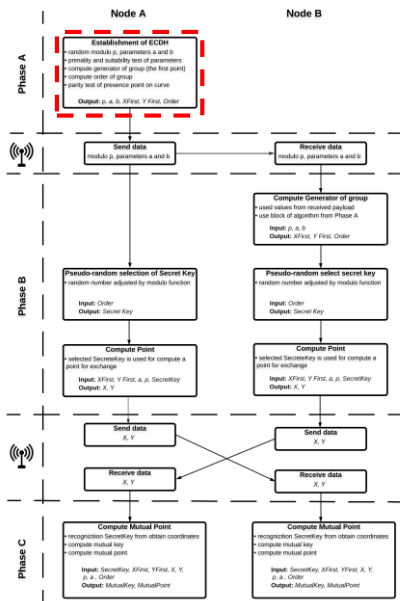 Node A
Node B
Phase A
Establishment of ECDH
• random modulo p, parameters a and b
• primality and suitability test of parameters
• compute generator of group (the first point)
• compute order of group
• parity test of presence point on curve
Output: p, a, b, XFirst, Y First, Order
Send data
modulo p, parameters a and b
Receive data
modulo p, parameters a and b
Phase B
Compute Generator of group
• used values from received payload
• use block of algorithm from Phase A
Input: p, a, b
Output: XFirst, Y First, Order
Pseudo-random selection of Secret Key
• random number adjusted by modulo function
Input: Order
Output: Secret Key
Pseudo-random select secret key
• random number adjusted by modulo function
Input: Order
Output: Secret Key
Compute Point
• selected SecreteKey is used for compute a
point for exchange
Input: XFirst, Y First, a, p, SecretKey
Output: X, Y
Compute Point
• selected SecreteKey is used for compute a
point for exchange
Input: XFirst, Y First, a, p, SecretKey
Output: X, Y
Send data
X, Y
Send data
X, Y
Receive data
X, Y
Receive data
X, Y
Phase C
Compute Mutual Point
• recognizition SecretKey from obtain coordinates
• compute mutual key
• compute mutual point
Input: SecretKey, XFirst, YFirst, X, Y,
p, a , Order
Output: MutualKey, MutualPoint
Compute Mutual Point
• recognizition SecretKey from obtain coordinates
• compute mutual key
• compute mutual point
Input: SecretKey, XFirst, YFirst, X, Y,
p, a , Order
Output: MutualKey, MutualPoint